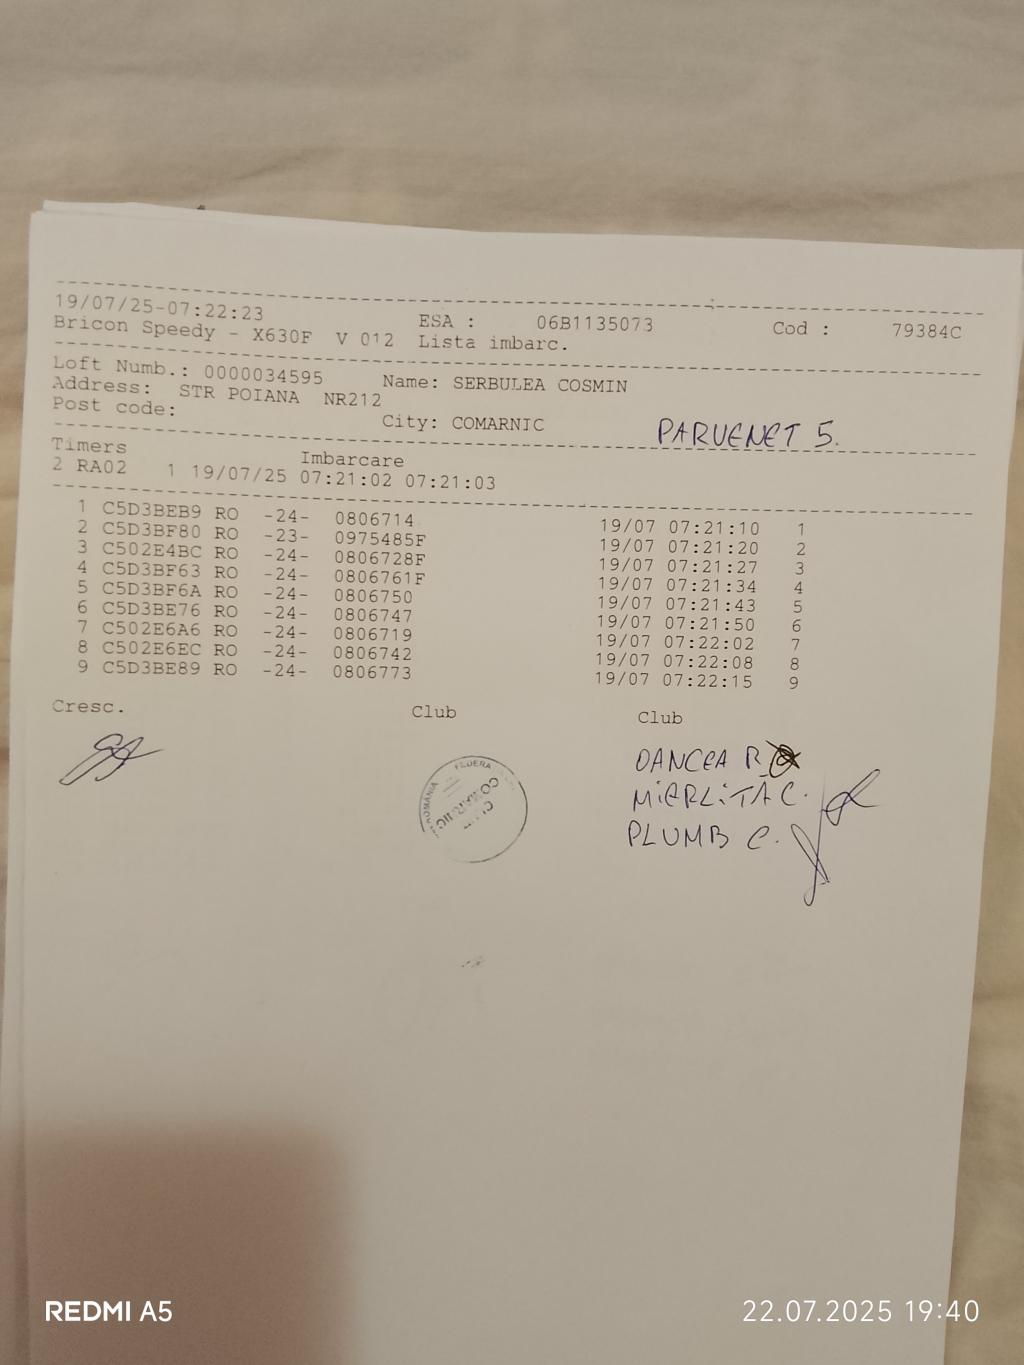 19/07/25-07:22:23 ESA : 06B1135073 Cod : 79384C
Bricon Speedy - X630F V 012 Lista imbarc.
Loft Numb.: 0000034595 Name: SERBULEA COSMIN
Address: STR POIANA NR212
Post code: City: COMARNIC
PARVENET 5.
Timers Imbarcare
2 RA02 1 19/07/25 07:21:02 07:21:03
1 C5D3BEB9 RO -24- 0806714 19/07 07:21:10 1
2 C5D3BF80 RO -23- 0975485F 19/07 07:21:20 2
3 C502E4BC RO -24- 0806728F 19/07 07:21:27 3
4 C5D3BF63 RO -24- 0806761F 19/07 07:21:34 4
5 C5D3BF6A RO -24- 0806750 19/07 07:21:43 5
6 C5D3BE76 RO -24- 0806747 19/07 07:21:50 6
7 C502E6A6 RO -24- 0806719 19/07 07:22:02 7
8 C502E6EC RO -24- 0806742 19/07 07:22:08 8
9 C5D3BE89 RO -24- 0806773 19/07 07:22:15 9
Cresc. Club Club
DANCEA R
MIERLITA C.
PLUMB C.
ROMÂNIA
COMARNIC
REDMI A5
22.07.2025 19:40